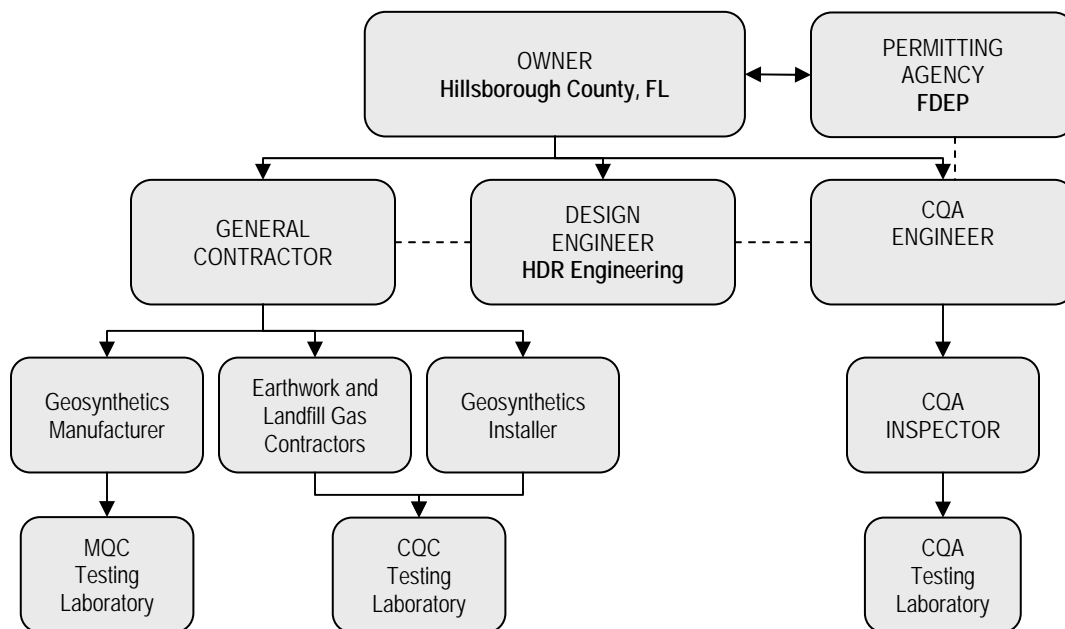 OWNER
Hillsborough County, FL
PERMITTING
AGENCY
FDEP
GENERAL
CONTRACTOR
DESIGN
ENGINEER
HDR Engineering
CQA
ENGINEER
Geosynthetics
Manufacturer
Earthwork and
Landfill Gas
Contractors
Geosynthetics
Installer
CQA
INSPECTOR
MQC
Testing
Laboratory
CQC
Testing
Laboratory
CQA
Testing
Laboratory